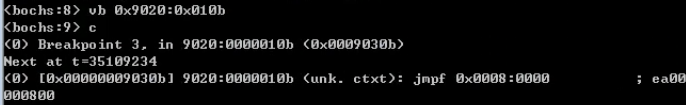 <bochs:8> vb 0x9020:0x010b
<bochs:9> c
(0) Breakpoint 3, in 9020:0000010b (0x0009030b)
Next at t=35109234
(0) [0x00000009030b] 9020:0000010b (unk. ctxt): jmpf 0x0008:0000          ; ea00
000800